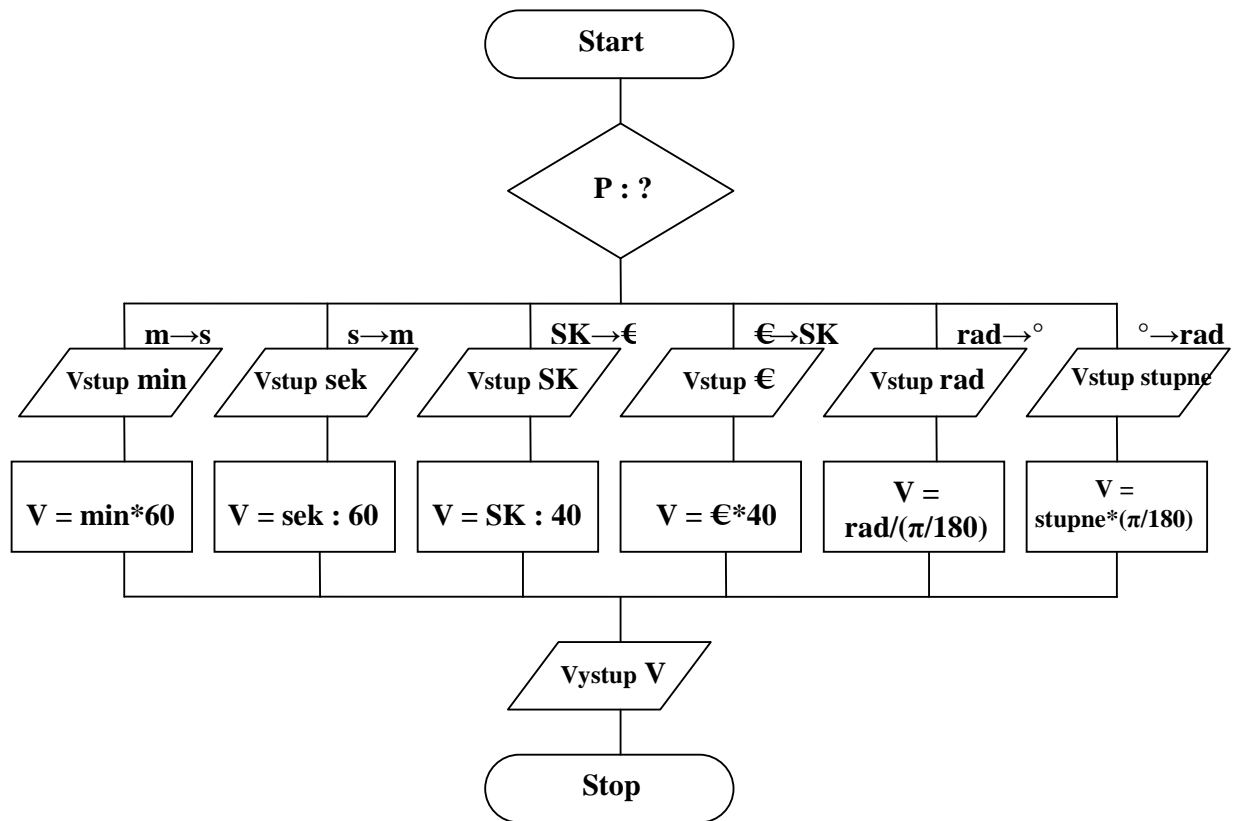 Start
P : ?
m→s
s→m
SK→€
€→SK
rad→°
°→rad
Vstup min
Vstup sek
Vstup SK
Vstup €
Vstup rad
Vstup stupne
V = min*60
V = sek : 60
V = SK : 40
V = €*40
V =
rad/(π/180)
V =
stupne*(π/180)
Vystup V
Stop